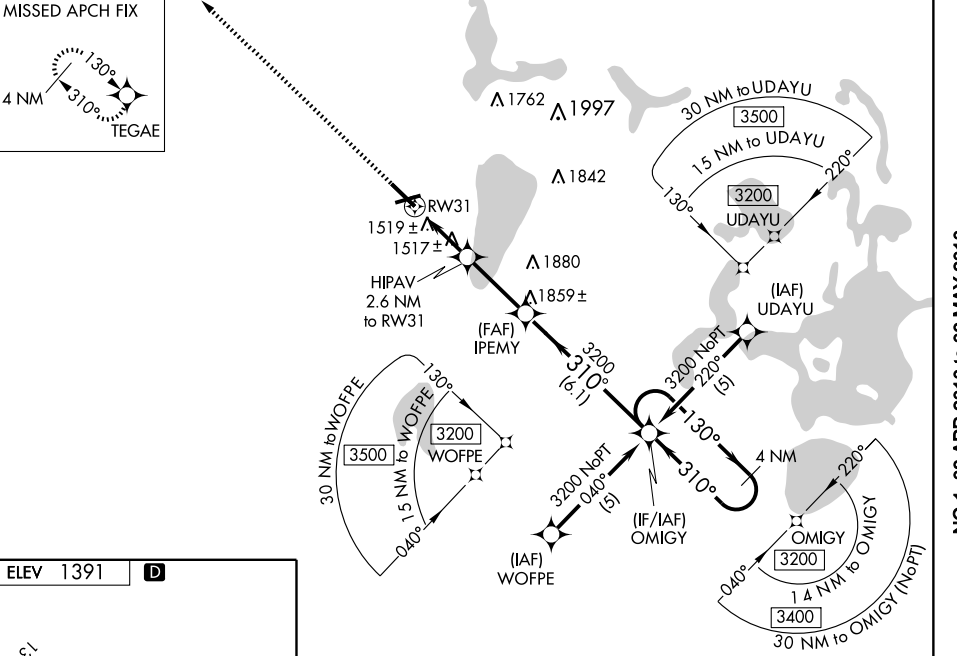 MISSED APCH FIX
130°
4 NM
310°
TEGAE
1762
1997
1842
30 NM to UDAYU
3500
15 NM to UDAYU
220°
130°
3200
UDAYU
RW31
1519 ±
1517 ±
HIPAV
2.6 NM
to RW31
1880
1859 ±
(FAF)
IPEMY
(IAF)
UDAYU
3200 NoPT
220°
(5)
3200
310°
(6.1)
130°
30 NM to WOFPE
3500
15 NM to WOFPE
3200
WOFPE
040°
130°
4 NM
310°
3200 NoPT
040°
(5)
(IF/IAF)
OMIGY
(IAF)
WOFPE
220°
OMIGY
3200
040°
14 NM to OMIGY
3400
30 NM to OMIGY (NoPT)
ELEV 1391 D